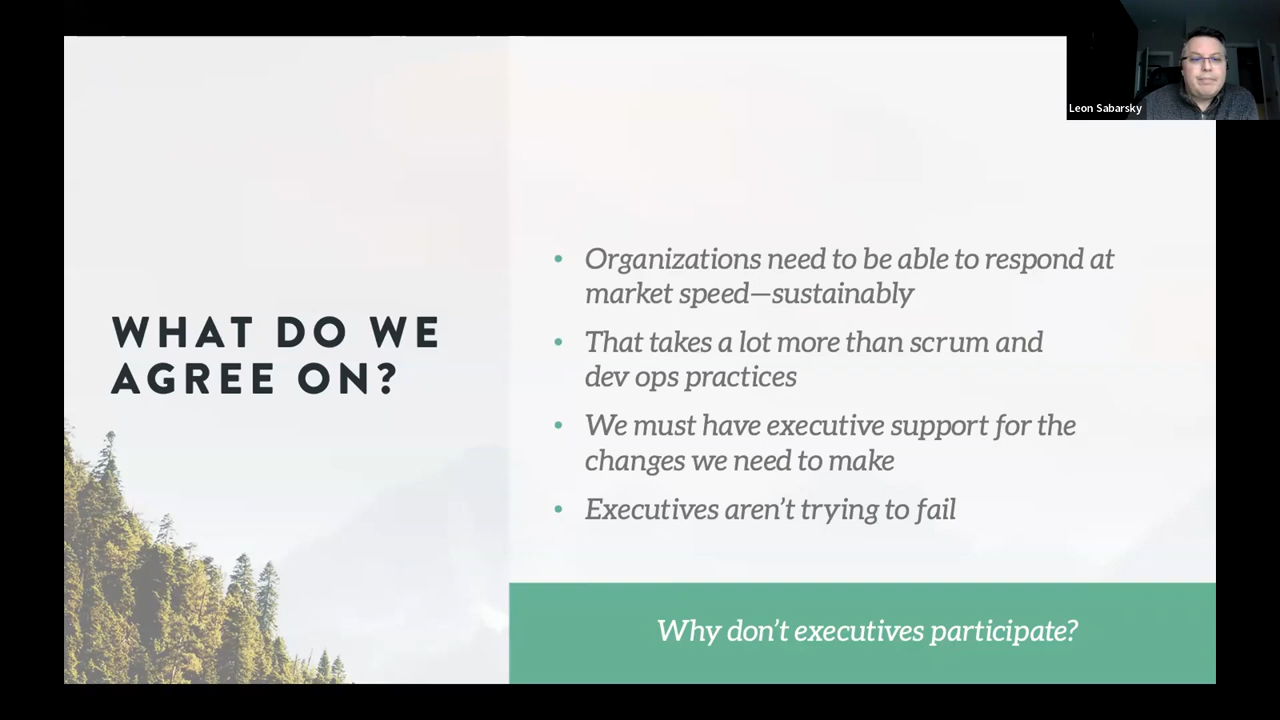 Leon Sabarsky
WHAT DO WE
AGREE ON?
• Organizations need to be able to respond at
market speed—sustainably
• That takes a lot more than scrum and
dev ops practices
• We must have executive support for the
changes we need to make
• Executives aren’t trying to fail
Why don’t executives participate?